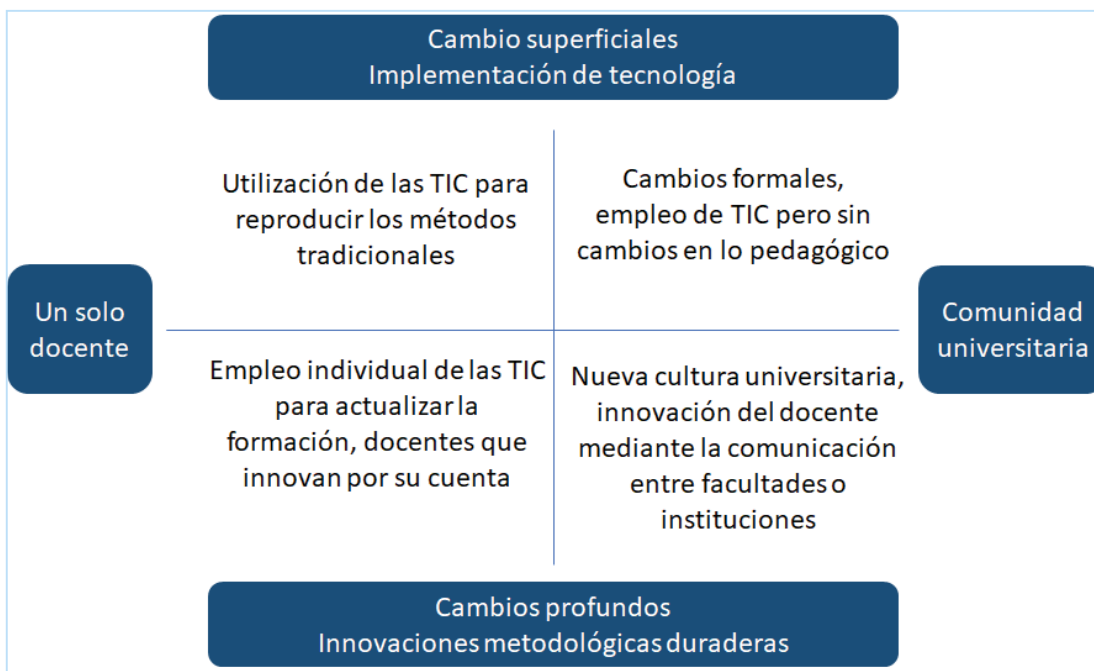 Cambio superficiales
Implementación de tecnología
Utilización de las TIC para
reproducir los métodos
tradicionales
Cambios formales,
empleo de TIC pero sin
cambios en lo pedagógico
Un solo
docente
Comunidad
universitaria
Empleo individual de las TIC
para actualizar la
formación, docentes que
innovan por su cuenta
Nueva cultura universitaria,
innovación del docente
mediante la comunicación
entre facultades o
instituciones
Cambios profundos
Innovaciones metodológicas duraderas